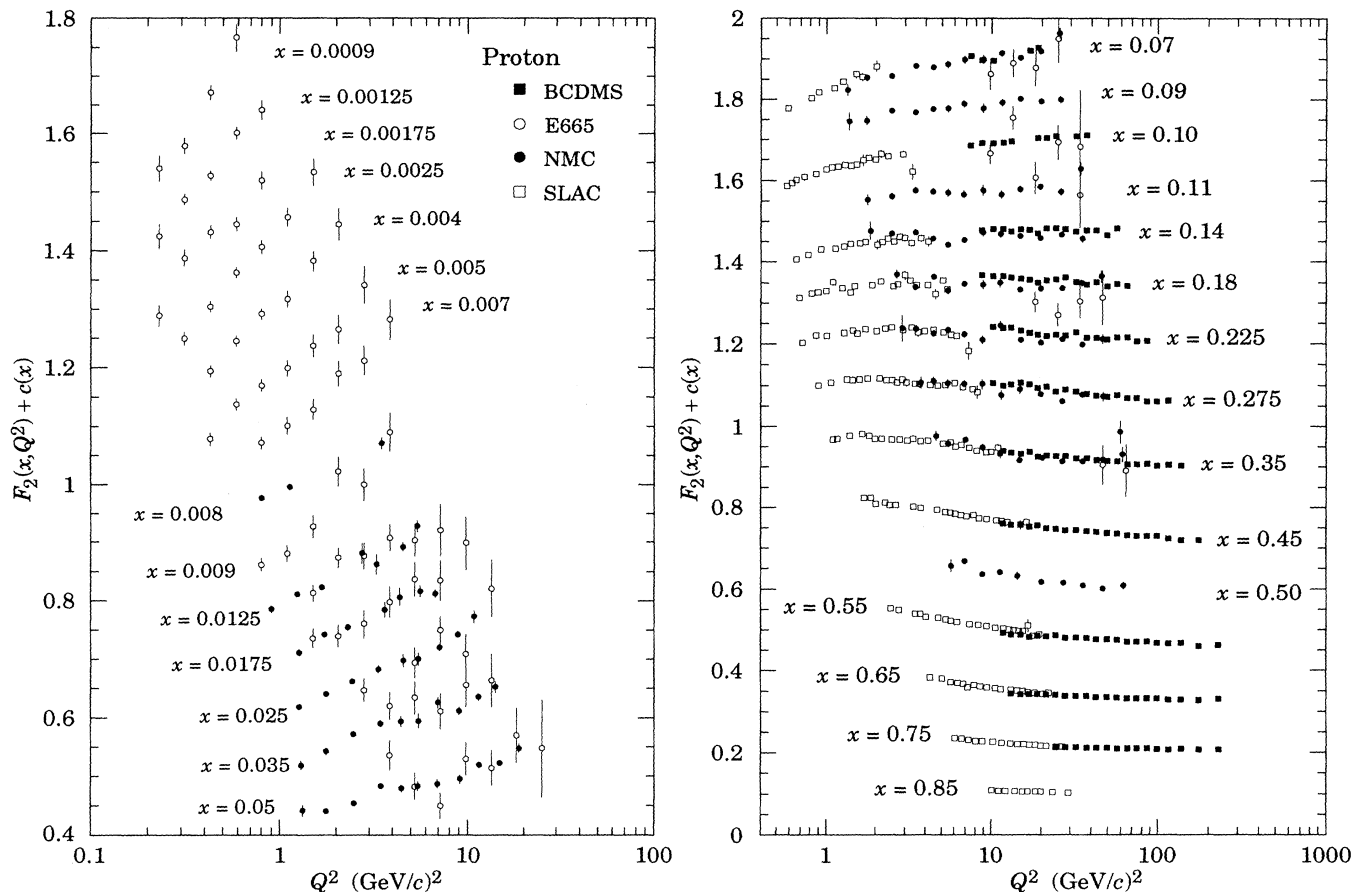 1.8
1.6
1.4
1.2
1
0.8
0.6
0.4
F₂(x,Q²) + c(x)
x = 0.0009
x = 0.00125
x = 0.00175
x = 0.0025
x = 0.004
x = 0.005
x = 0.007
x = 0.008
x = 0.009
x = 0.0125
x = 0.0175
x = 0.025
x = 0.035
x = 0.05
Proton
BCDMS
E665
NMC
SLAC
0.1
1
10
100
Q² (GeV/c)²
2
1.8
1.6
1.4
1.2
1
0.8
0.6
0.4
0.2
0
F₂(x,Q²) + c(x)
x = 0.07
x = 0.09
x = 0.10
x = 0.11
x = 0.14
x = 0.18
x = 0.225
x = 0.275
x = 0.35
x = 0.45
x = 0.50
x = 0.55
x = 0.65
x = 0.75
x = 0.85
1
10
100
1000
Q² (GeV/c)²